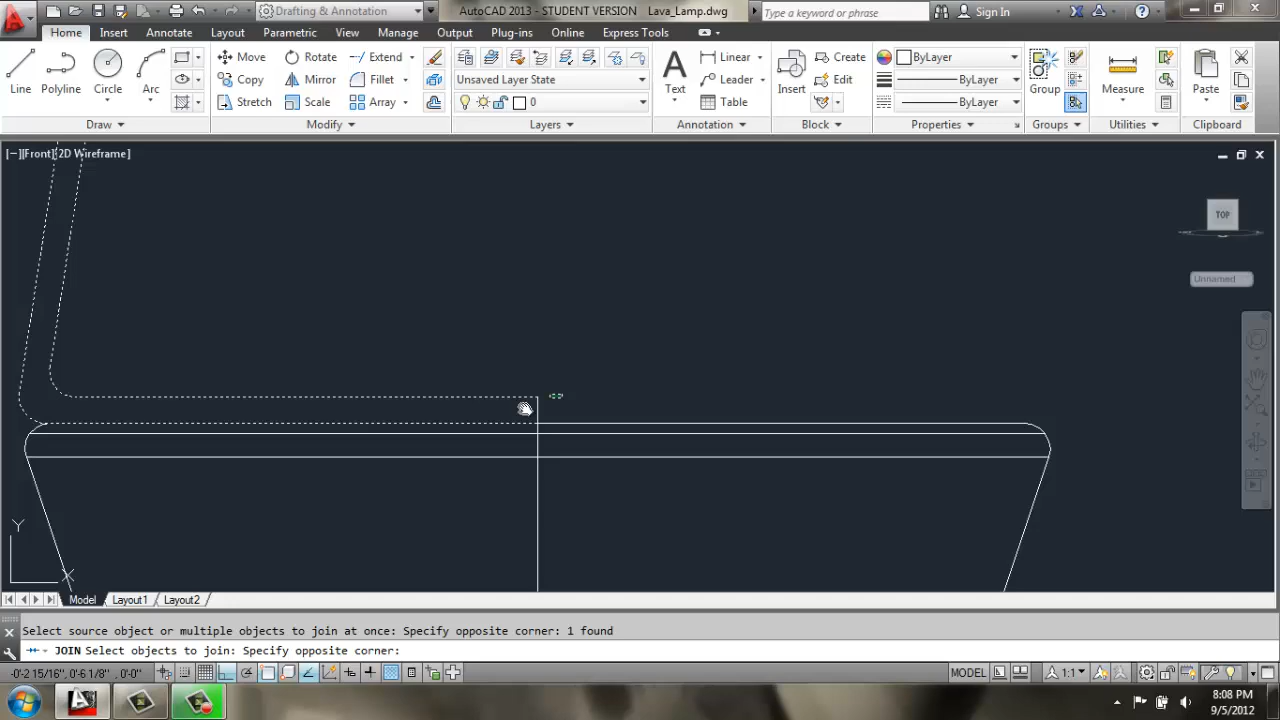 Drafting & Annotation
AutoCAD 2013 - STUDENT VERSION Lava_Lamp.dwg
Type a keyword or phrase
Sign In
Home Insert Annotate Layout Parametric View Manage Output Plug-ins Online Express Tools
Line
Polyline
Circle
Arc
Move
Rotate
Extend
Copy
Mirror
Fillet
Stretch
Scale
Array
Unsaved Layer State
0
Text
Linear
Leader
Table
Insert
Create
Edit
ByLayer
ByLayer
ByLayer
Group
Measure
Paste
Draw
Modify
Layers
Annotation
Block
Properties
Groups
Utilities
Clipboard
[−][Front][2D Wireframe]
TOP
Unnamed
Y
X
Model Layout1 Layout2
Select source object or multiple objects to join at once: Specify opposite corner: 1 found
JOIN Select objects to join: Specify opposite corner:
-0'-2 15/16", 0'-6 1/8" , 0'-0"
MODEL
1:1
8:08 PM
9/5/2012